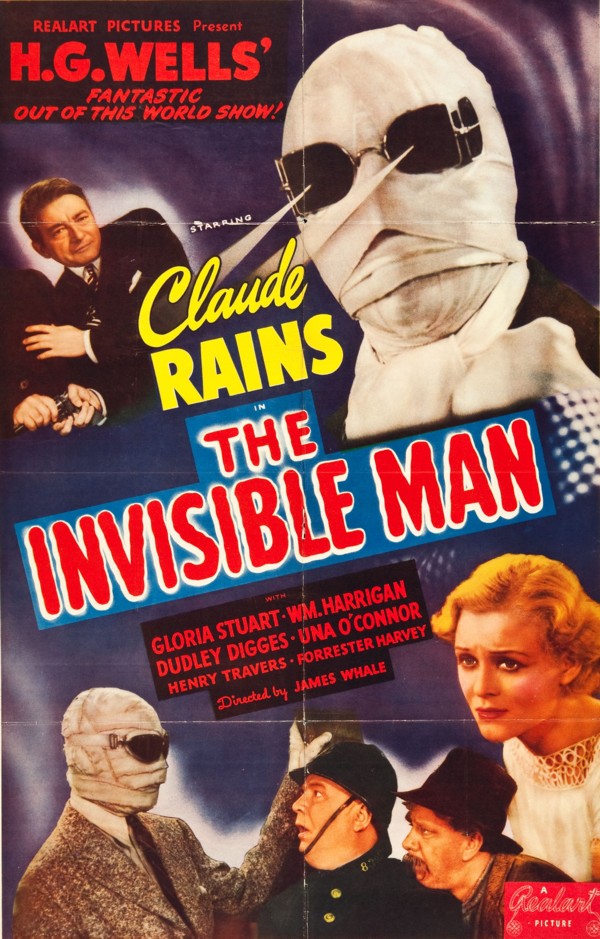 REALART PICTURES Present
H.G.WELLS'
FANTASTIC
OUT OF THIS WORLD SHOW!
STARRING
Claude
RAINS
IN
THE
INVISIBLE MAN
WITH
GLORIA STUART · WM. HARRIGAN
DUDLEY DIGGES · UNA O'CONNOR
HENRY TRAVERS · FORRESTER HARVEY
Directed by JAMES WHALE
A
Realart
PICTURE